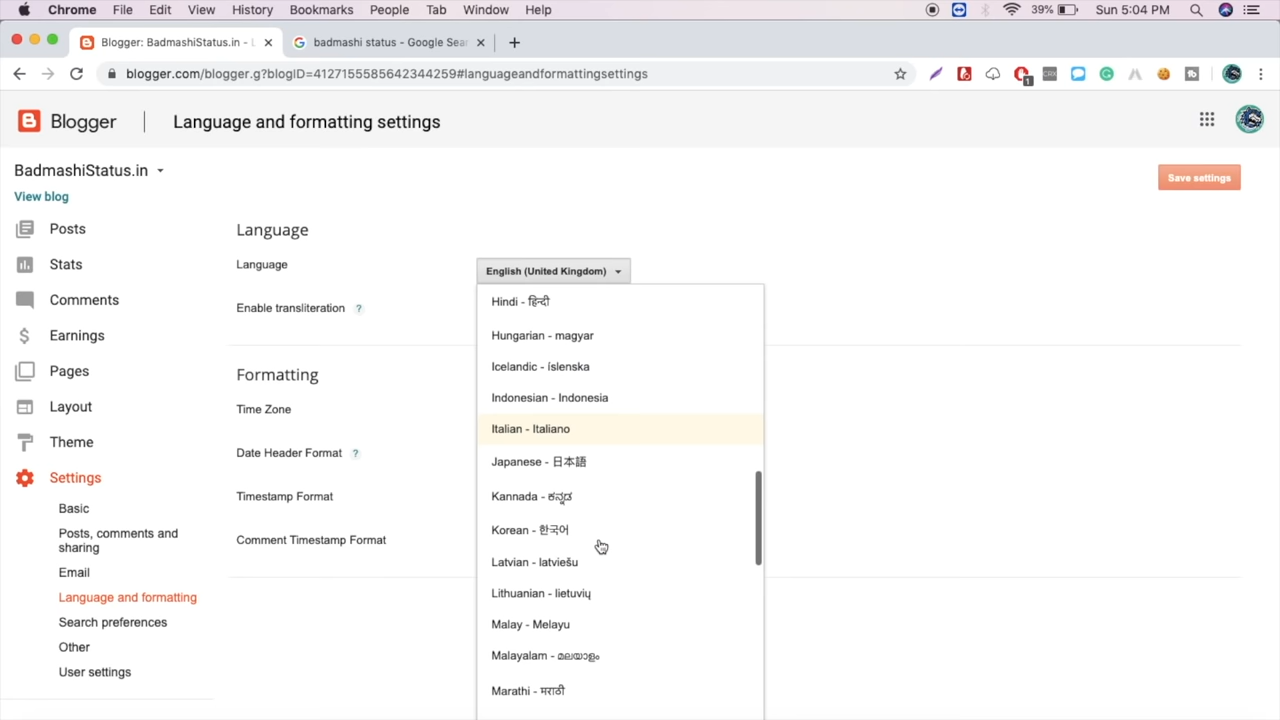 Chrome File Edit View History Bookmarks People Tab Window Help 39% Sun 5:04 PM
Blogger: BadmashiStatus.in - badmashi status - Google Sear
blogger.com/blogger.g?blogID=4127155585642344259#languageandformattingsettings
Blogger Language and formatting settings
BadmashiStatus.in
View blog
Save settings
Posts
Stats
Comments
Earnings
Pages
Layout
Theme
Settings
Basic
Posts, comments and
sharing
Email
Language and formatting
Search preferences
Other
User settings
Language
Language English (United Kingdom)
Enable transliteration ?
Formatting
Time Zone
Date Header Format ?
Timestamp Format
Comment Timestamp Format
Hindi - हिन्दी
Hungarian - magyar
Icelandic - íslenska
Indonesian - Indonesia
Italian - Italiano
Japanese - 日本語
Kannada - ಕನ್ನಡ
Korean - 한국어
Latvian - latviešu
Lithuanian - lietuvių
Malay - Melayu
Malayalam - മലയാളം
Marathi - मराठी